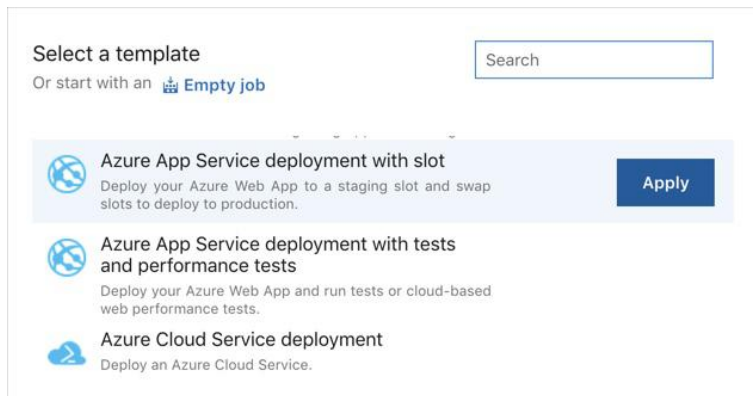 Select a template
Search
Or start with an Empty job
Azure App Service deployment with slot
Deploy your Azure Web App to a staging slot and swap
slots to deploy to production.
Apply
Azure App Service deployment with tests
and performance tests
Deploy your Azure Web App and run tests or cloud-based
web performance tests.
Azure Cloud Service deployment
Deploy an Azure Cloud Service.